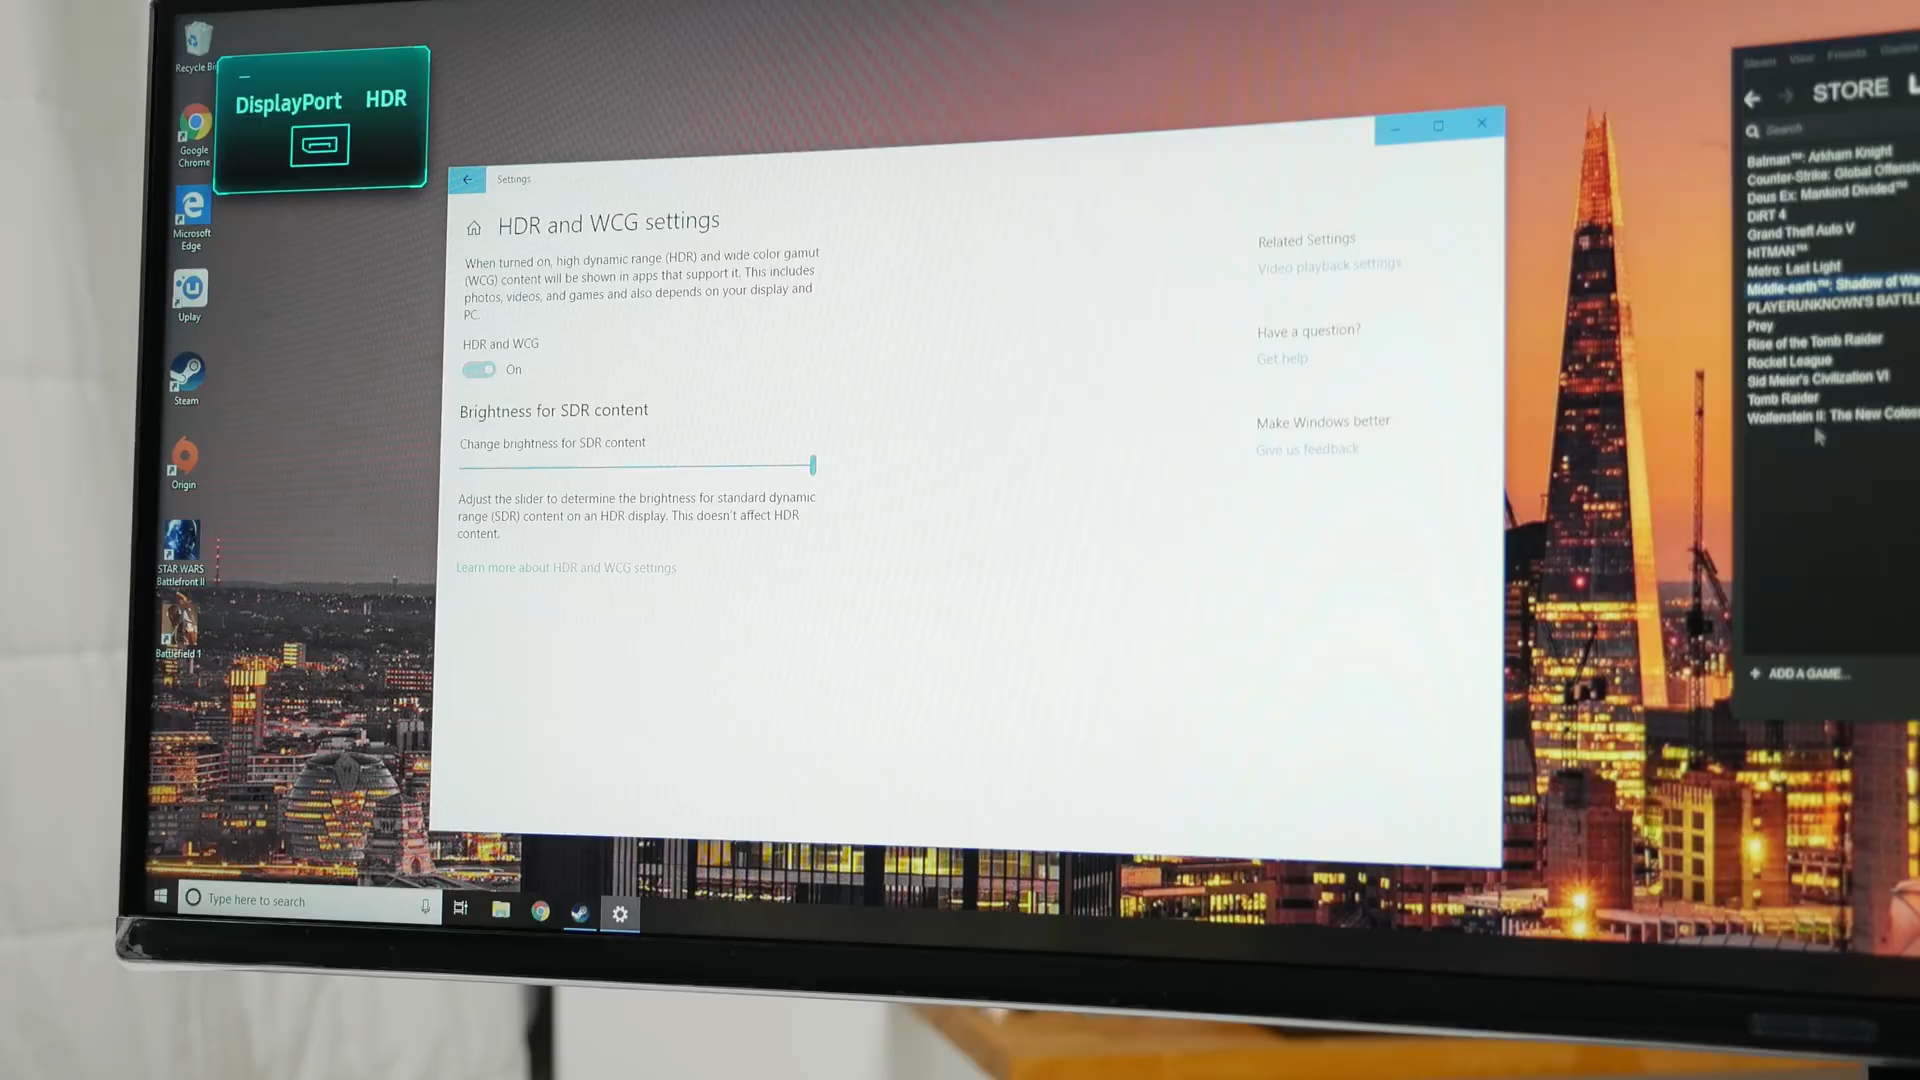 Recycle Bin
Google
Chrome
Microsoft
Edge
Uplay
Steam
Origin
STAR WARS
Battlefront II
Battlefield 1
DisplayPort HDR
Settings
HDR and WCG settings
When turned on, high dynamic range (HDR) and wide color gamut
(WCG) content will be shown in apps that support it. This includes
photos, videos, and games and also depends on your display and
PC.
HDR and WCG
On
Brightness for SDR content
Change brightness for SDR content
Adjust the slider to determine the brightness for standard dynamic
range (SDR) content on an HDR display. This doesn't affect HDR
content.
Learn more about HDR and WCG settings
Related Settings
Video playback settings
Have a question?
Get help
Make Windows better
Give us feedback
Steam View Friends Games
STORE L
Search
Batman™: Arkham Knight
Counter-Strike: Global Offensiv
Deus Ex: Mankind Divided™
DiRT 4
Grand Theft Auto V
HITMAN™
Metro: Last Light
Middle-earth™: Shadow of Wa
PLAYERUNKNOWN'S BATTLE
Prey
Rise of the Tomb Raider
Rocket League
Sid Meier's Civilization VI
Tomb Raider
Wolfenstein II: The New Colos
+ ADD A GAME...
Type here to search